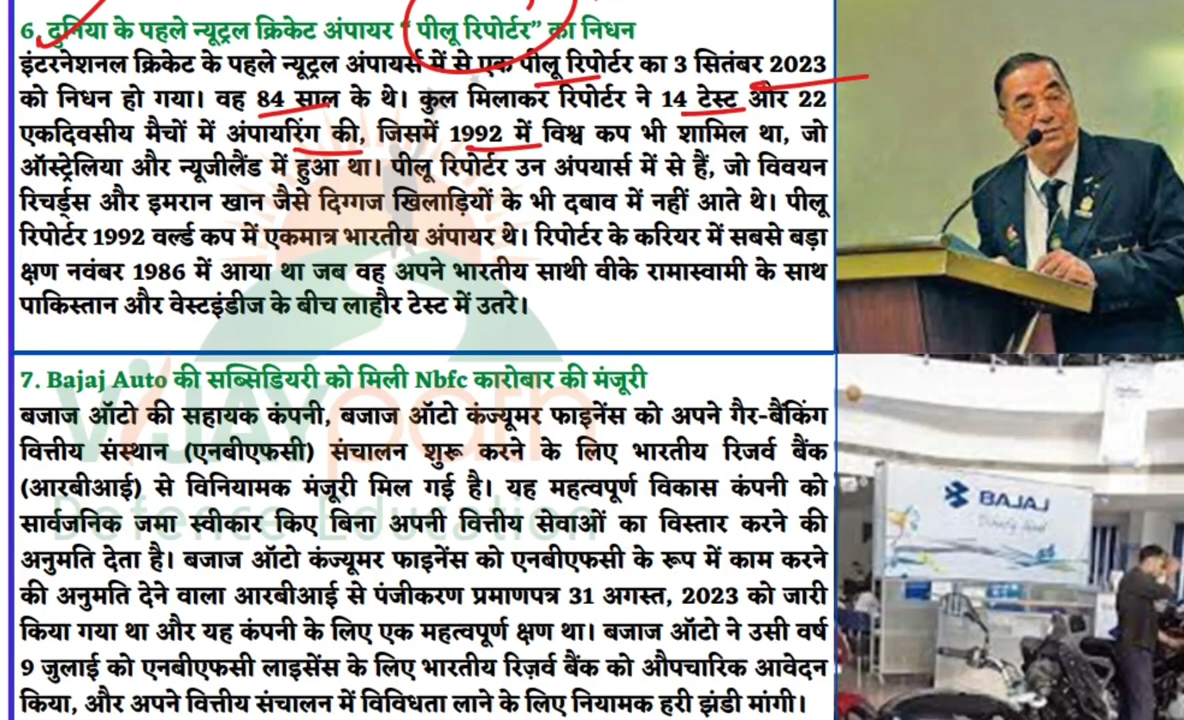 6. दुनिया के पहले न्यूट्रल क्रिकेट अंपायर “ पीलू रिपोर्टर” का निधन
इंटरनेशनल क्रिकेट के पहले न्यूट्रल अंपायर्स में से एक पीलू रिपोर्टर का 3 सितंबर 2023
को निधन हो गया। वह 84 साल के थे। कुल मिलाकर रिपोर्टर ने 14 टेस्ट और 22
एकदिवसीय मैचों में अंपायरिंग की, जिसमें 1992 में विश्व कप भी शामिल था, जो
ऑस्ट्रेलिया और न्यूजीलैंड में हुआ था। पीलू रिपोर्टर उन अंपयार्स में से हैं, जो विवयन
रिचर्ड्स और इमरान खान जैसे दिग्गज खिलाड़ियों के भी दबाव में नहीं आते थे। पीलू
रिपोर्टर 1992 वर्ल्ड कप में एकमात्र भारतीय अंपायर थे। रिपोर्टर के करियर में सबसे बड़ा
क्षण नवंबर 1986 में आया था जब वह अपने भारतीय साथी वीके रामास्वामी के साथ
पाकिस्तान और वेस्टइंडीज के बीच लाहौर टेस्ट में उतरे।
7. Bajaj Auto की सब्सिडियरी को मिली Nbfc कारोबार की मंजूरी
बजाज ऑटो की सहायक कंपनी, बजाज ऑटो कंज्यूमर फाइनेंस को अपने गैर-बैंकिंग
वित्तीय संस्थान (एनबीएफसी) संचालन शुरू करने के लिए भारतीय रिजर्व बैंक
(आरबीआई) से विनियामक मंजूरी मिल गई है। यह महत्वपूर्ण विकास कंपनी को
सार्वजनिक जमा स्वीकार किए बिना अपनी वित्तीय सेवाओं का विस्तार करने की
अनुमति देता है। बजाज ऑटो कंज्यूमर फाइनेंस को एनबीएफसी के रूप में काम करने
की अनुमति देने वाला आरबीआई से पंजीकरण प्रमाणपत्र 31 अगस्त, 2023 को जारी
किया गया था और यह कंपनी के लिए एक महत्वपूर्ण क्षण था। बजाज ऑटो ने उसी वर्ष
9 जुलाई को एनबीएफसी लाइसेंस के लिए भारतीय रिज़र्व बैंक को औपचारिक आवेदन
किया, और अपने वित्तीय संचालन में विविधता लाने के लिए नियामक हरी झंडी मांगी।
VIJAYpath
Defence Education
BAJAJ